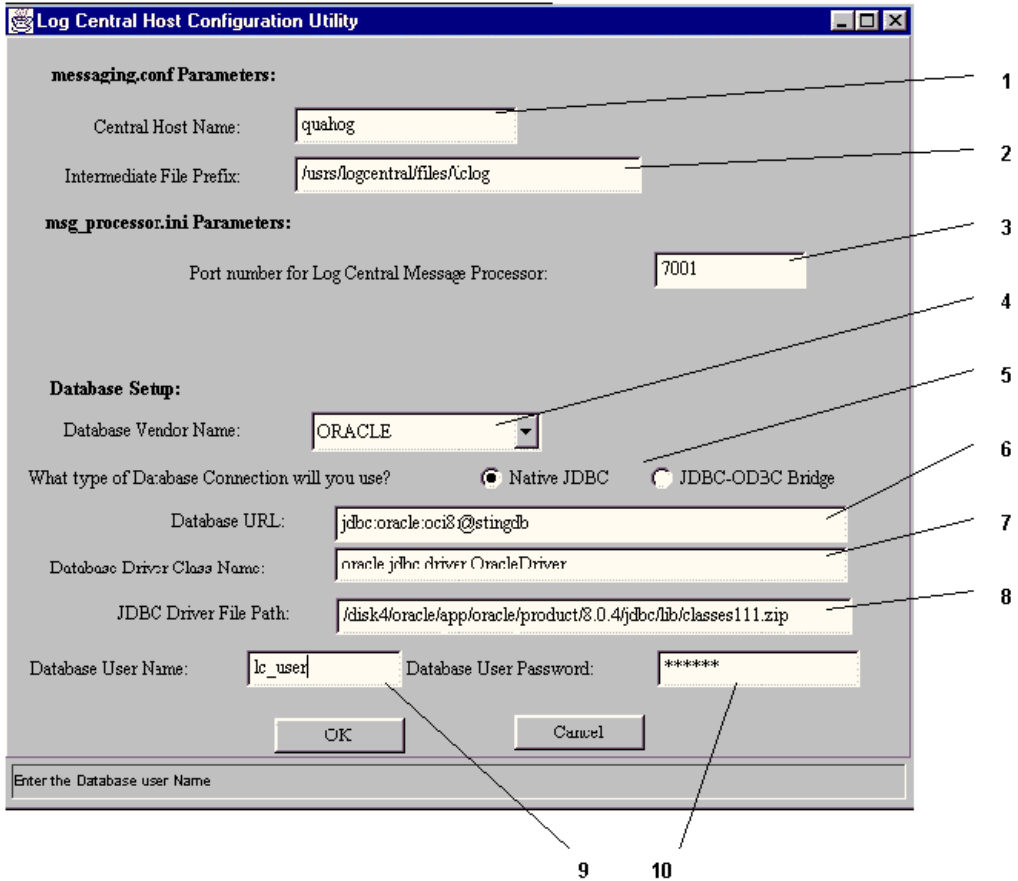 Log Central Host Configuration Utility
messaging.conf Parameters:
1
Central Host Name: quahog
2
Intermediate File Prefix: /usrs/logcentral/files/iclog
msg_processor.ini Parameters:
3
Port number for Log Central Message Processor: 7001
4
Database Setup:
5
Database Vendor Name: ORACLE
6
What type of Database Connection will you use? Native JDBC JDBC-ODBC Bridge
Database URL: jdbc:oracle:oci8:@stingdb
7
Database Driver Class Name: oracle.jdbc.driver.OracleDriver
8
JDBC Driver File Path: /disk4/oracle/app/oracle/product/8.0.4/jdbc/lib/classes111.zip
Database User Name: lc_user Database User Password: ******
OK Cancel
Enter the Database user Name
9 10